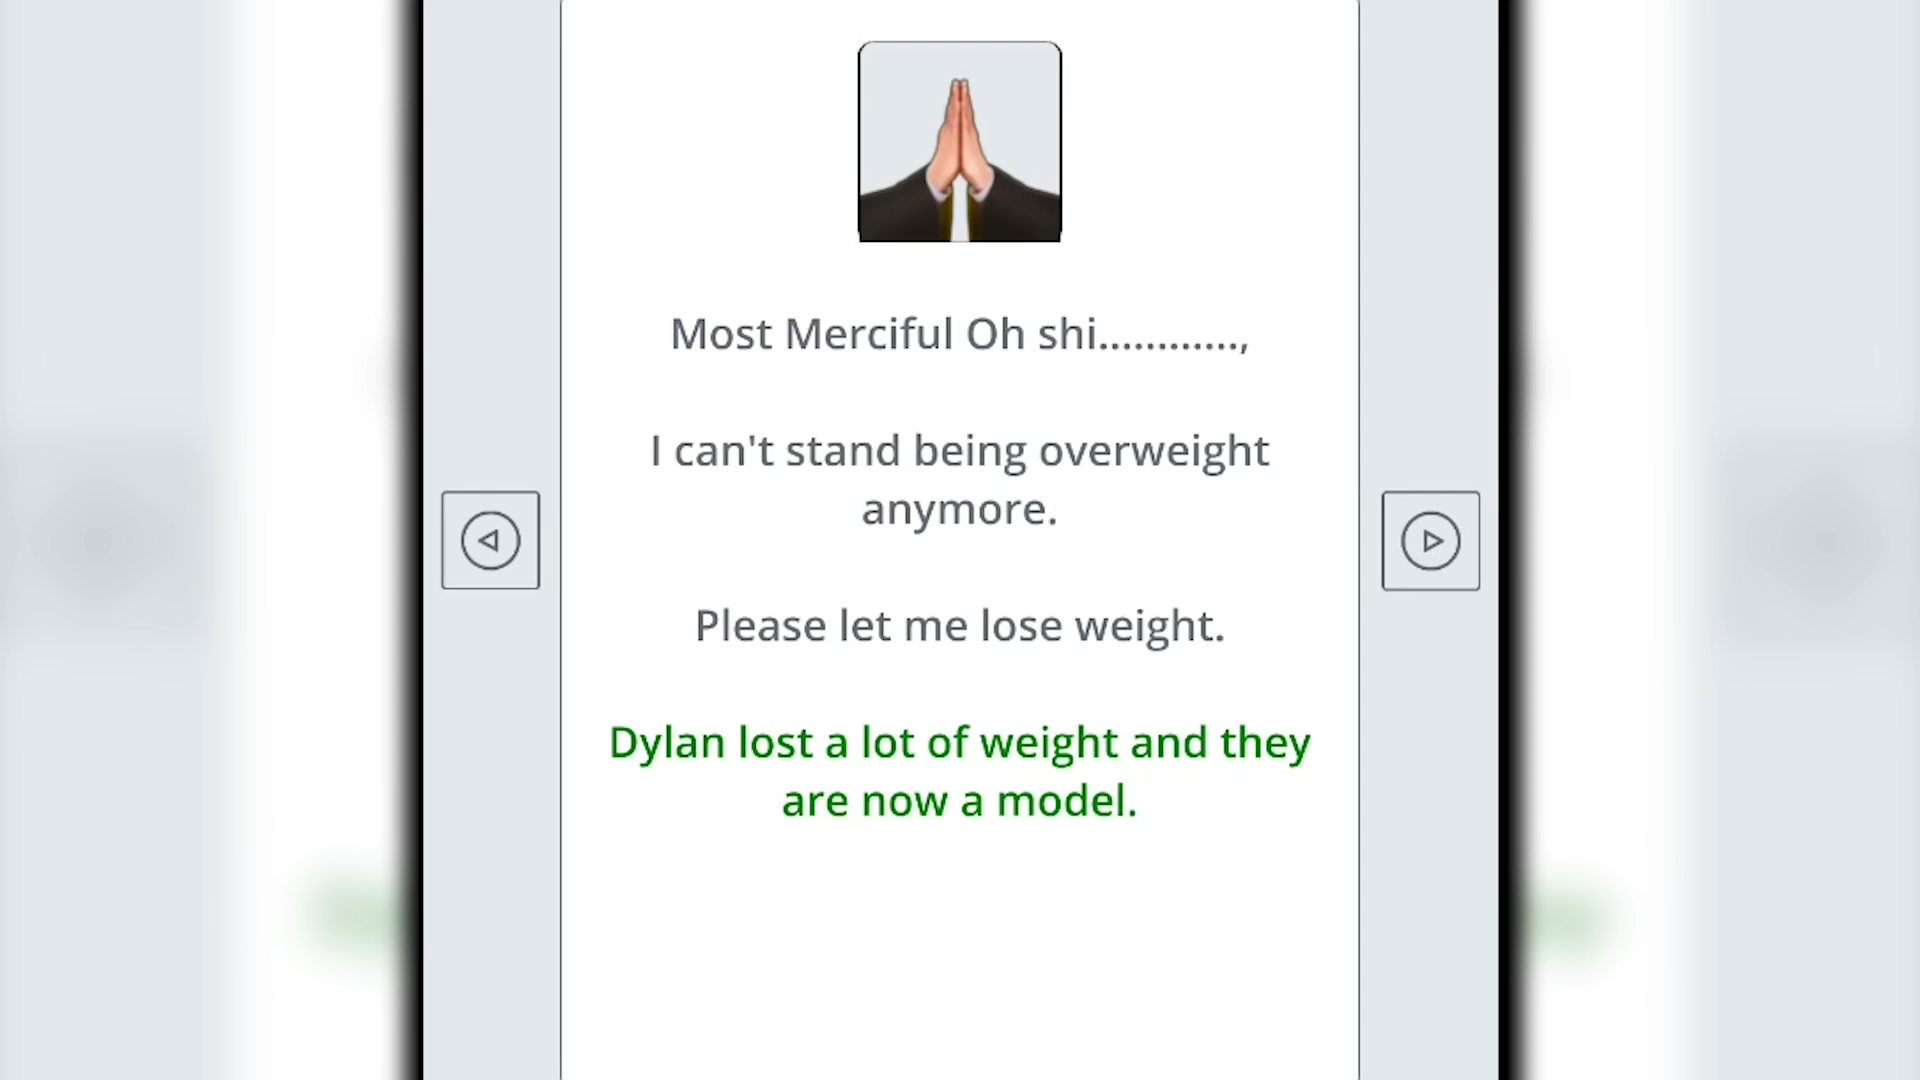 Most Merciful Oh shi............,
I can't stand being overweight
anymore.
Please let me lose weight.
Dylan lost a lot of weight and they
are now a model.